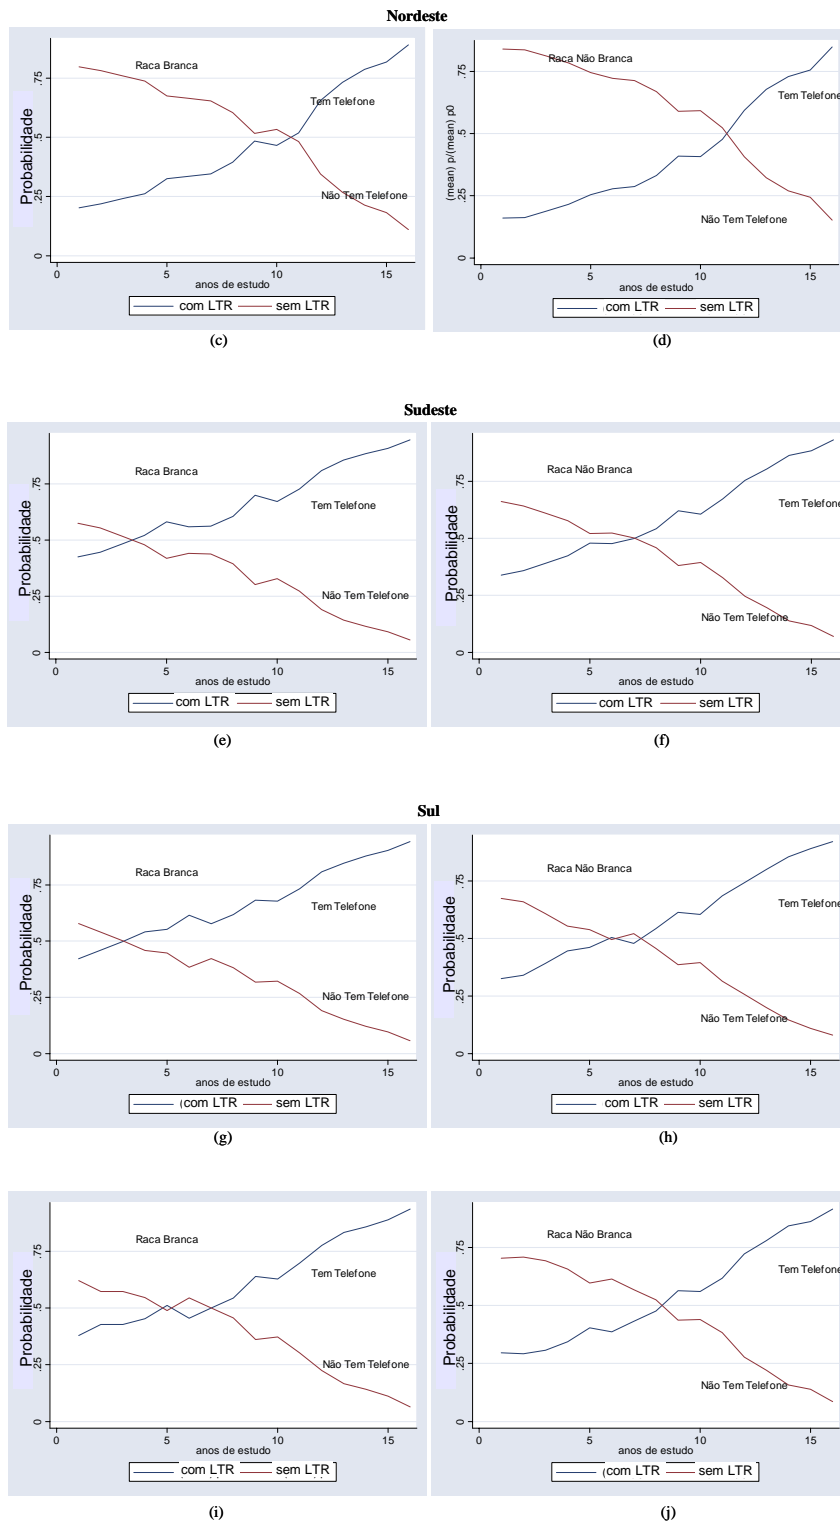 Nordeste
Raca Branca
Tem Telefone
Não Tem Telefone
Probabilidade
0 .25 .5 .75
0 5 10 15
anos de estudo
com LTR sem LTR
(c)
Raca Não Branca
Tem Telefone
Não Tem Telefone
(mean) p/(mean) p0
0 .25 .5 .75
0 5 10 15
anos de estudo
com LTR sem LTR
(d)
Sudeste
Raca Branca
Tem Telefone
Não Tem Telefone
Probabilidade
0 .25 .5 .75
0 5 10 15
anos de estudo
com LTR sem LTR
(e)
Raca Não Branca
Tem Telefone
Não Tem Telefone
Probabilidade
0 .25 .5 .75
0 5 10 15
anos de estudo
com LTR sem LTR
(f)
Sul
Raca Branca
Tem Telefone
Não Tem Telefone
Probabilidade
0 .25 .5 .75
0 5 10 15
anos de estudo
(com LTR sem LTR
(g)
Raca Não Branca
Tem Telefone
Não Tem Telefone
Probabilidade
0 .25 .5 .75
0 5 10 15
anos de estudo
com LTR sem LTR
(h)
Raca Branca
Tem Telefone
Não Tem Telefone
Probabilidade
0 .25 .5 .75
0 5 10 15
anos de estudo
com LTR sem LTR
(i)
Raca Não Branca
Tem Telefone
Não Tem Telefone
Probabilidade
0 .25 .5 .75
0 5 10 15
anos de estudo
com LTR sem LTR
(j)